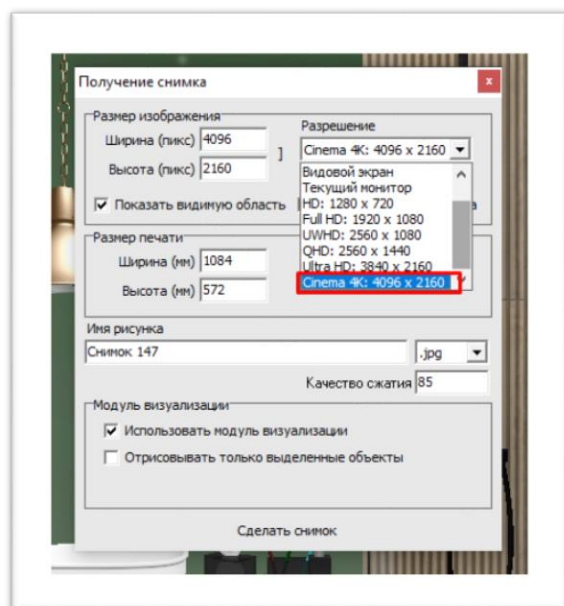 Получение снимка
x
Размер изображения
Ширина (пикс) 4096
Высота (пикс) 2160
]
Разрешение
Cinema 4K: 4096 x 2160
Видовой экран
Текущий монитор
HD: 1280 x 720
Full HD: 1920 x 1080
UWHD: 2560 x 1080
QHD: 2560 x 1440
Ultra HD: 3840 x 2160
Cinema 4K: 4096 x 2160
Показать видимую область
Размер печати
Ширина (мм) 1084
Высота (мм) 572
Имя рисунка
Снимок 147 .jpg
Качество сжатия 85
Модуль визуализации
Использовать модуль визуализации
Отрисовывать только выделенные объекты
Сделать снимок